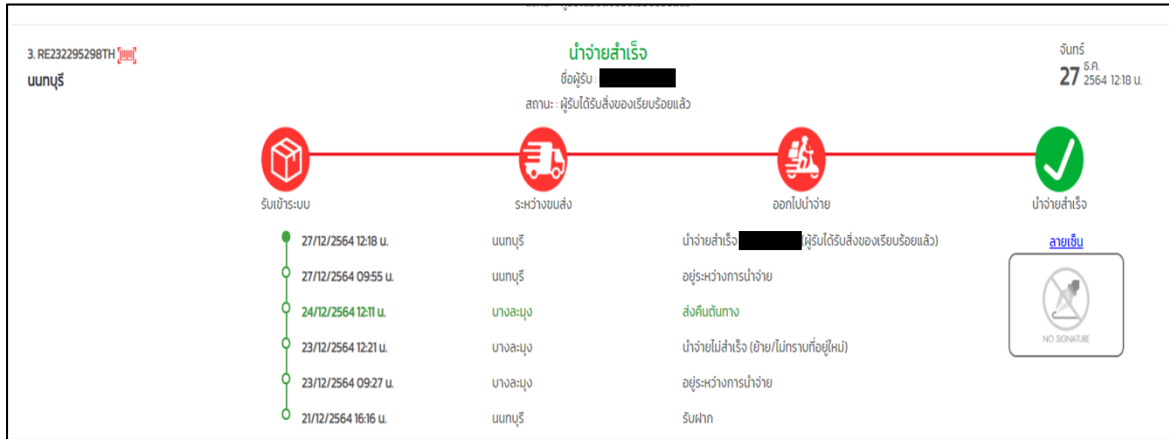 3. RE232295298TH
นนทบุรี
นำจ่ายสำเร็จ
ชื่อผู้รับ :
สถานะ : ผู้รับได้รับสิ่งของเรียบร้อยแล้ว
จันทร์
27 ธ.ค. 2564 12:18 น.
รับเข้าระบบ
ระหว่างขนส่ง
ออกไปนำจ่าย
นำจ่ายสำเร็จ
27/12/2564 12:18 น. นนทบุรี นำจ่ายสำเร็จ (ผู้รับได้รับสิ่งของเรียบร้อยแล้ว)
27/12/2564 09:55 น. นนทบุรี อยู่ระหว่างการนำจ่าย
24/12/2564 12:11 น. บางละมุง ส่งคืนต้นทาง
23/12/2564 12:21 น. บางละมุง นำจ่ายไม่สำเร็จ (ย้าย/ไม่ทราบที่อยู่ใหม่)
23/12/2564 09:27 น. บางละมุง อยู่ระหว่างการนำจ่าย
21/12/2564 16:16 น. นนทบุรี รับฝาก
ลายเซ็น
NO SIGNATURE